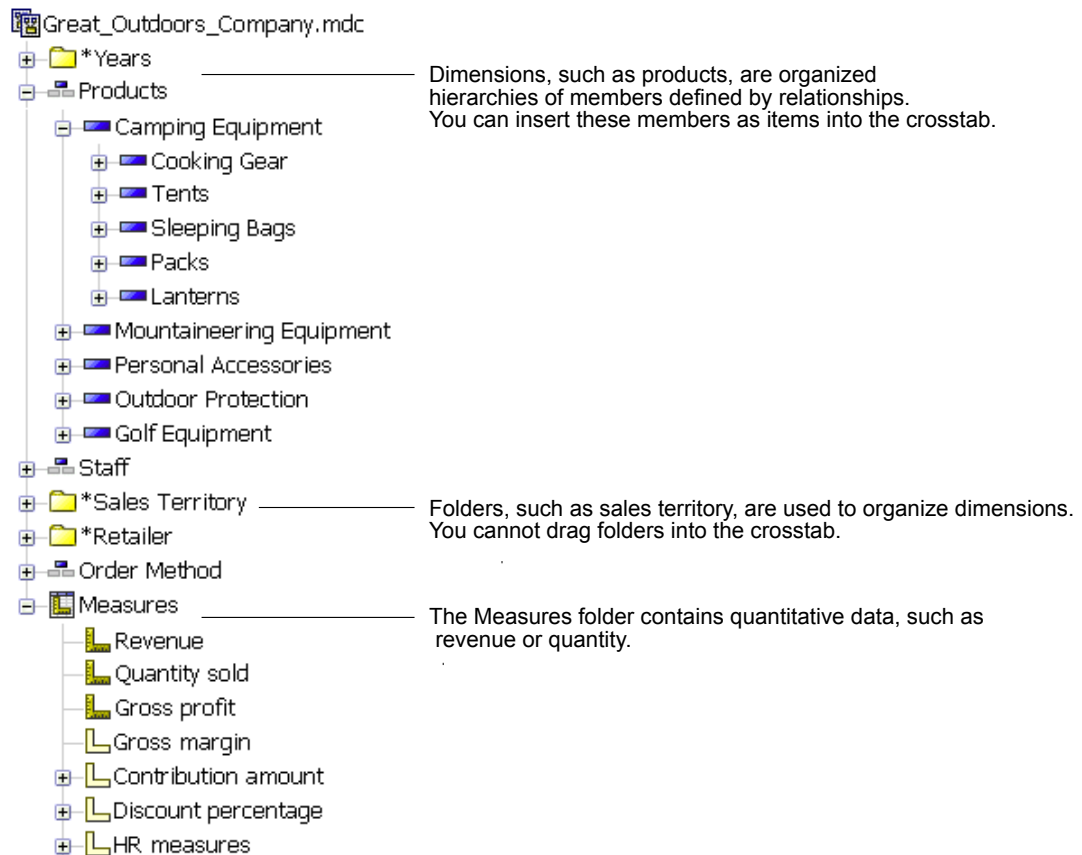 Great_Outdoors_Company.mdc
*Years
Products
Dimensions, such as products, are organized
hierarchies of members defined by relationships.
You can insert these members as items into the crosstab.
Camping Equipment
Cooking Gear
Tents
Sleeping Bags
Packs
Lanterns
Mountaineering Equipment
Personal Accessories
Outdoor Protection
Golf Equipment
Staff
*Sales Territory
Folders, such as sales territory, are used to organize dimensions.
You cannot drag folders into the crosstab.
*Retailer
Order Method
Measures
The Measures folder contains quantitative data, such as
revenue or quantity.
Revenue
Quantity sold
Gross profit
Gross margin
Contribution amount
Discount percentage
HR measures